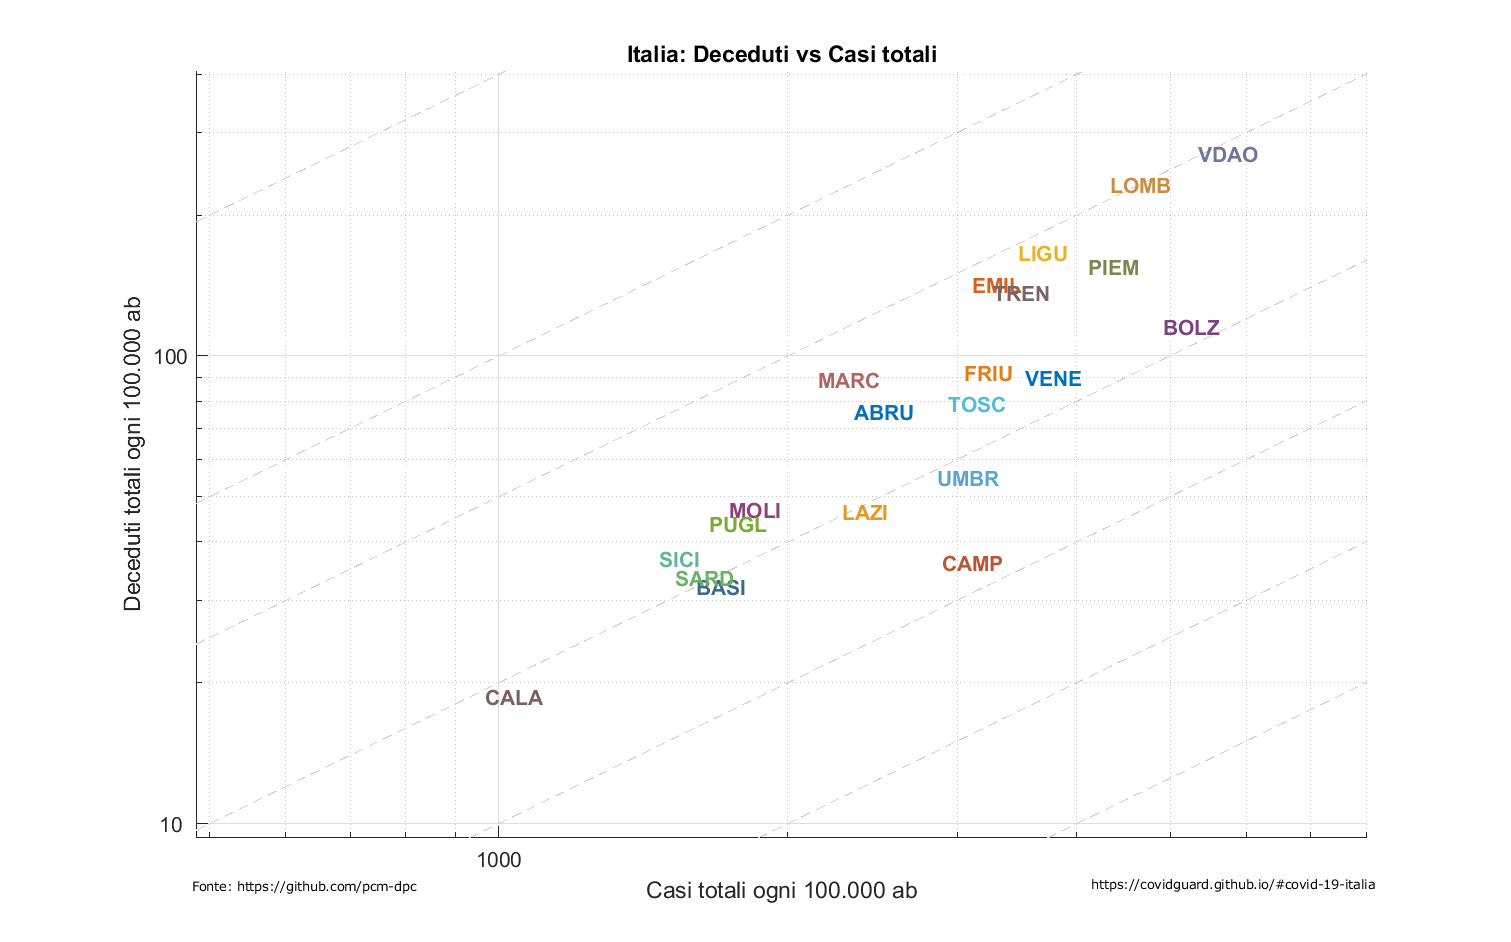 Italia: Deceduti vs Casi totali
VDAO
LOMB
LIGU
PIEM
EMIL
TREN
BOLZ
100
FRIU
VENE
MARC
TOSC
ABRU
UMBR
MOLI
LAZI
PUGL
SICI
CAMP
SARD
BASI
CALA
10
1000
Deceduti totali ogni 100.000 ab
Casi totali ogni 100.000 ab
Fonte: https://github.com/pcm-dpc
https://covidguard.github.io/#covid-19-italia